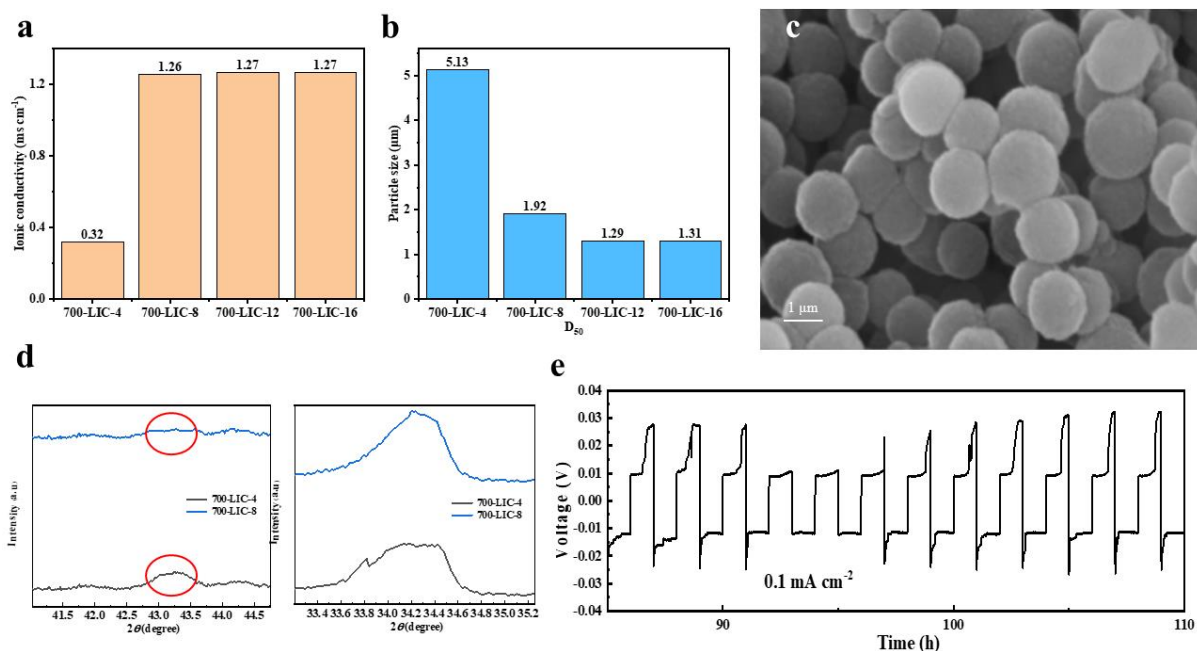 a
1.26
1.27
1.27
1.2
0.8
0.4
0.0
0.32
Ionic conductivity (ms cm⁻¹)
700-LIC-4 700-LIC-8 700-LIC-12 700-LIC-16
b
5.13
5
4
3
2
1
0
1.92
1.29
1.31
Particle size (μm)
700-LIC-4 700-LIC-8 700-LIC-12 700-LIC-16
D₅₀
c
1 μm
d
Intensity (a.u)
700-LIC-4
700-LIC-8
41.5 42.0 42.5 43.0 43.5 44.0 44.5
2θ(degree)
Intensity (a.u)
700-LIC-4
700-LIC-8
33.4 33.6 33.8 34.0 34.2 34.4 34.6 34.8 35.0 35.2
2θ(degree)
e
0.04
0.03
0.02
0.01
0.00
-0.01
-0.02
-0.03
-0.04
Voltage (V)
0.1 mA cm⁻²
90 100 110
Time (h)